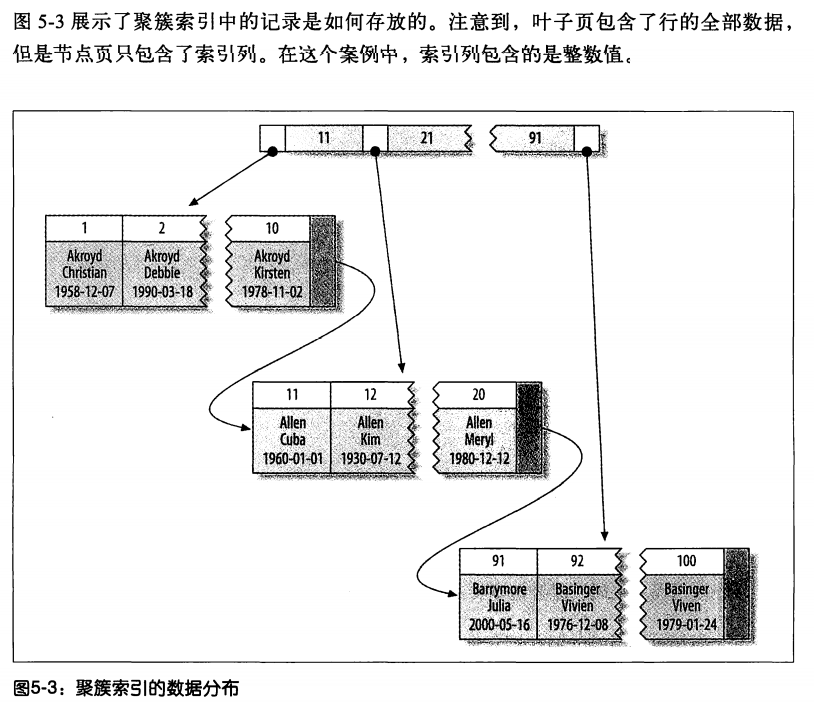 图 5-3 展示了聚簇索引中的记录是如何存放的。注意到，叶子页包含了行的全部数据，
但是节点页只包含了索引列。在这个案例中，索引列包含的是整数值。
11 21 91
1 2 10
Akroyd Akroyd Akroyd
Christian Debbie Kirsten
1958-12-07 1990-03-18 1978-11-02
11 12 20
Allen Allen Allen
Cuba Kim Meryl
1960-01-01 1930-07-12 1980-12-12
91 92 100
Barrymore Basinger Basinger
Julia Vivien Viven
2000-05-16 1976-12-08 1979-01-24
图5-3：聚簇索引的数据分布